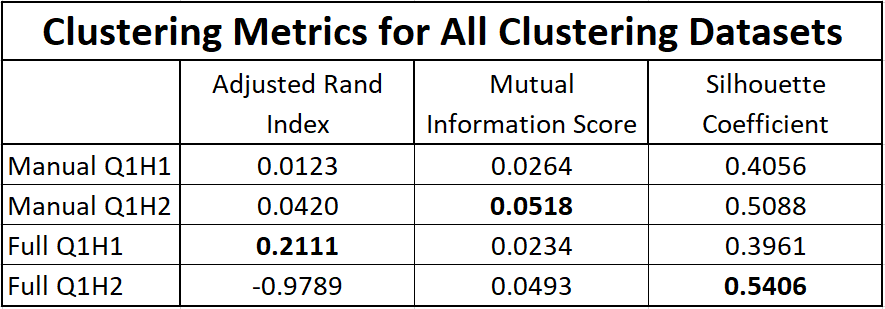 Clustering Metrics for All Clustering Datasets
Adjusted Rand Index Mutual Information Score Silhouette Coefficient
Manual Q1H1 0.0123 0.0264 0.4056
Manual Q1H2 0.0420 0.0518 0.5088
Full Q1H1 0.2111 0.0234 0.3961
Full Q1H2 -0.9789 0.0493 0.5406